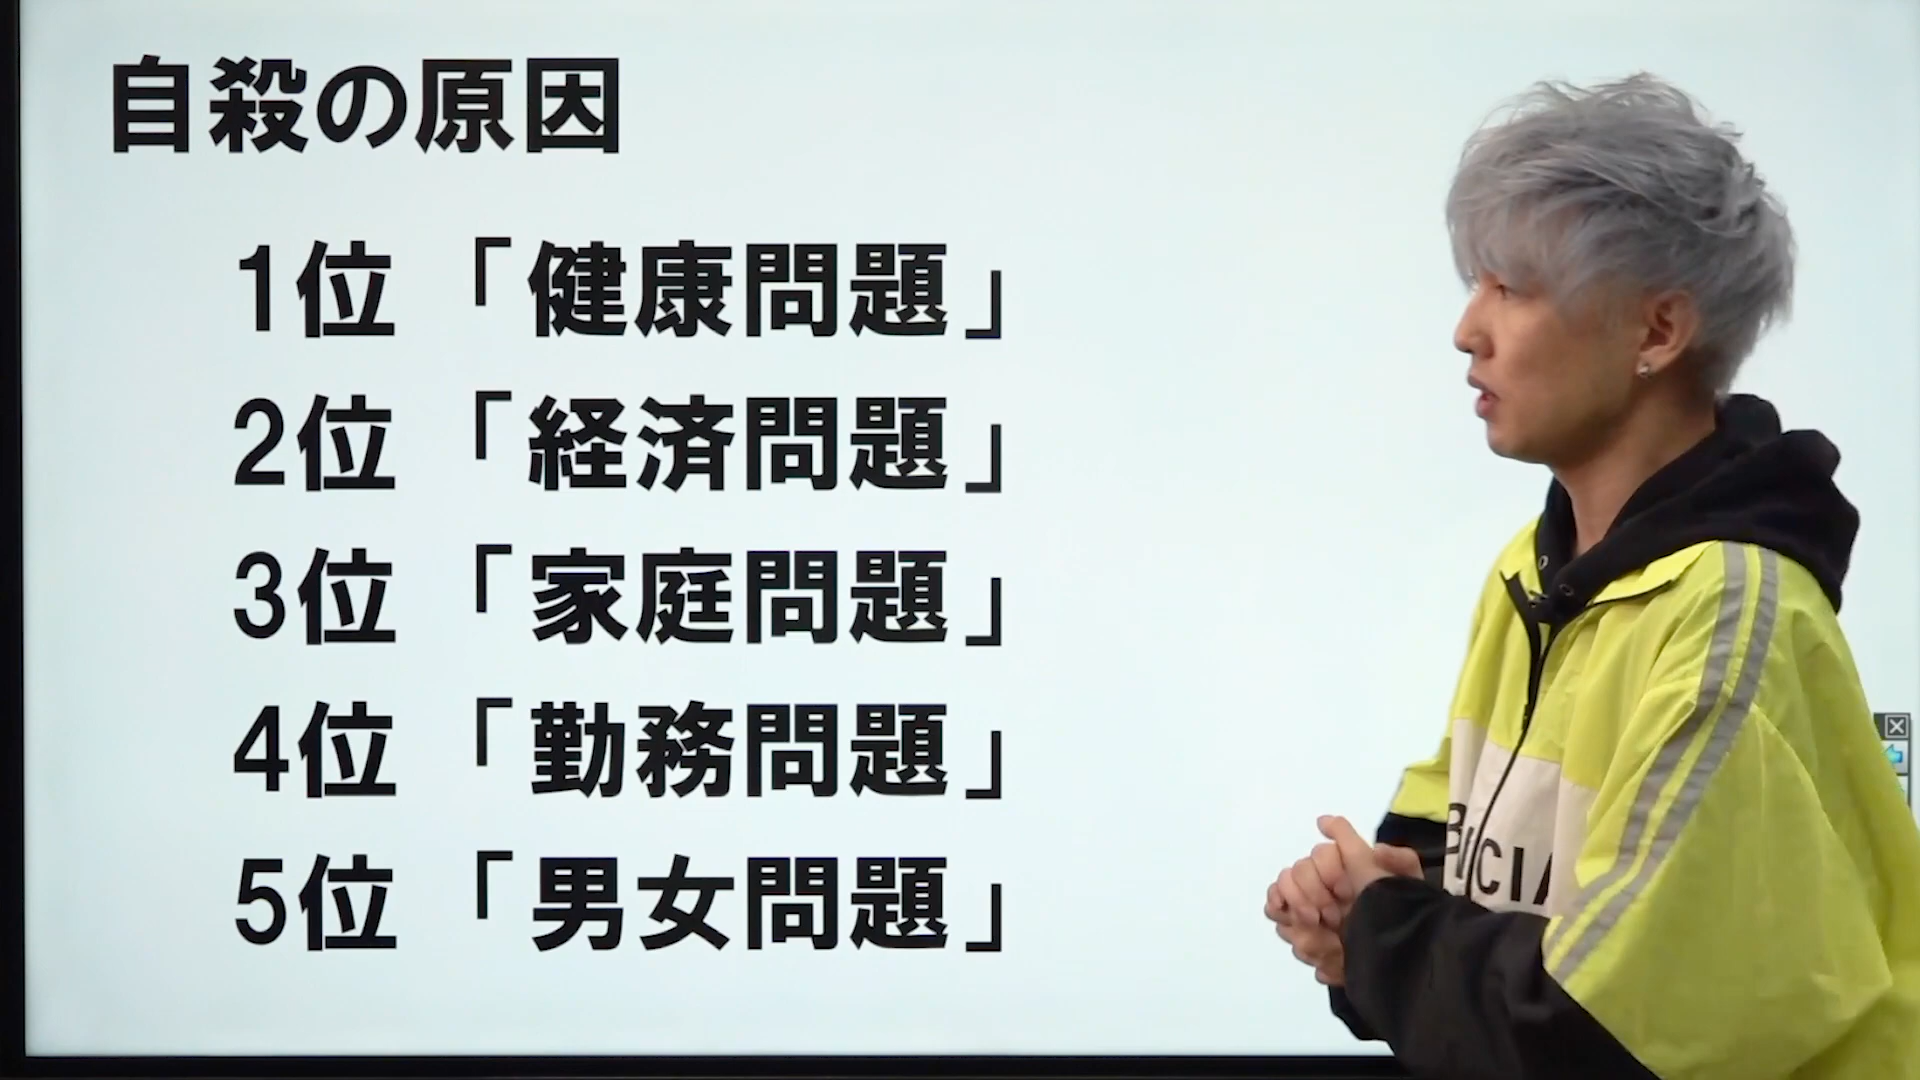 自殺の原因
1位 「健康問題」
2位 「経済問題」
3位 「家庭問題」
4位 「勤務問題」
5位 「男女問題」